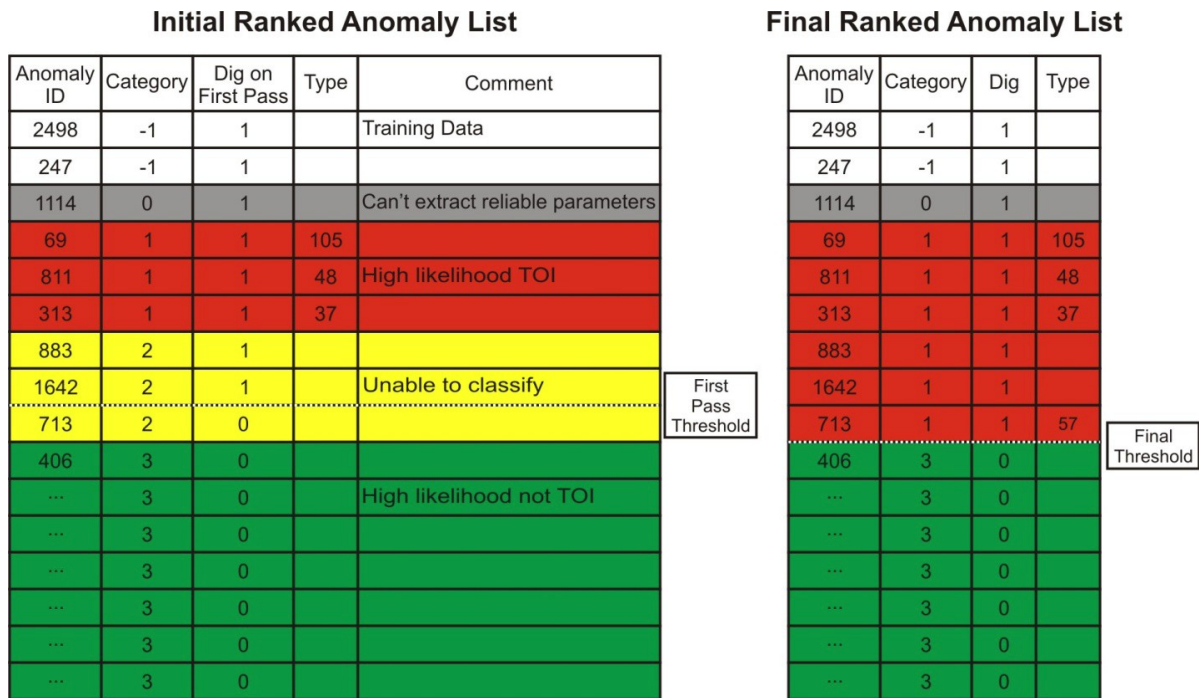 Initial Ranked Anomaly List
Anomaly ID Category Dig on First Pass Type Comment
2498 -1 1 Training Data
247 -1 1
1114 0 1 Can't extract reliable parameters
69 1 1 105
811 1 1 48 High likelihood TOI
313 1 1 37
883 2 1
1642 2 1 Unable to classify
713 2 0
406 3 0
... 3 0 High likelihood not TOI
... 3 0
... 3 0
... 3 0
... 3 0
... 3 0
First
Pass
Threshold
Final Ranked Anomaly List
Anomaly ID Category Dig Type
2498 -1 1
247 -1 1
1114 0 1
69 1 1 105
811 1 1 48
313 1 1 37
883 1 1
1642 1 1
713 1 1 57
406 3 0
... 3 0
... 3 0
... 3 0
... 3 0
... 3 0
... 3 0
Final
Threshold